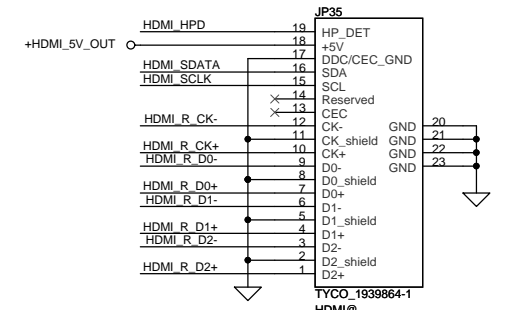 JP35
HDMI_HPD 19 HP_DET
+HDMI_5V_OUT 18 +5V
17 DDC/CEC_GND
HDMI_SDATA 16 SDA
HDMI_SCLK 15 SCL
14 Reserved
13 CEC
HDMI_R_CK- 12 CK- GND 20
11 CK_shield GND 21
HDMI_R_CK+ 10 CK+ GND 22
HDMI_R_D0- 9 D0- GND 23
8 D0_shield
HDMI_R_D0+ 7 D0+
HDMI_R_D1- 6 D1-
5 D1_shield
HDMI_R_D1+ 4 D1+
HDMI_R_D2- 3 D2-
2 D2_shield
HDMI_R_D2+ 1 D2+
TYCO_1939864-1
HDMI@